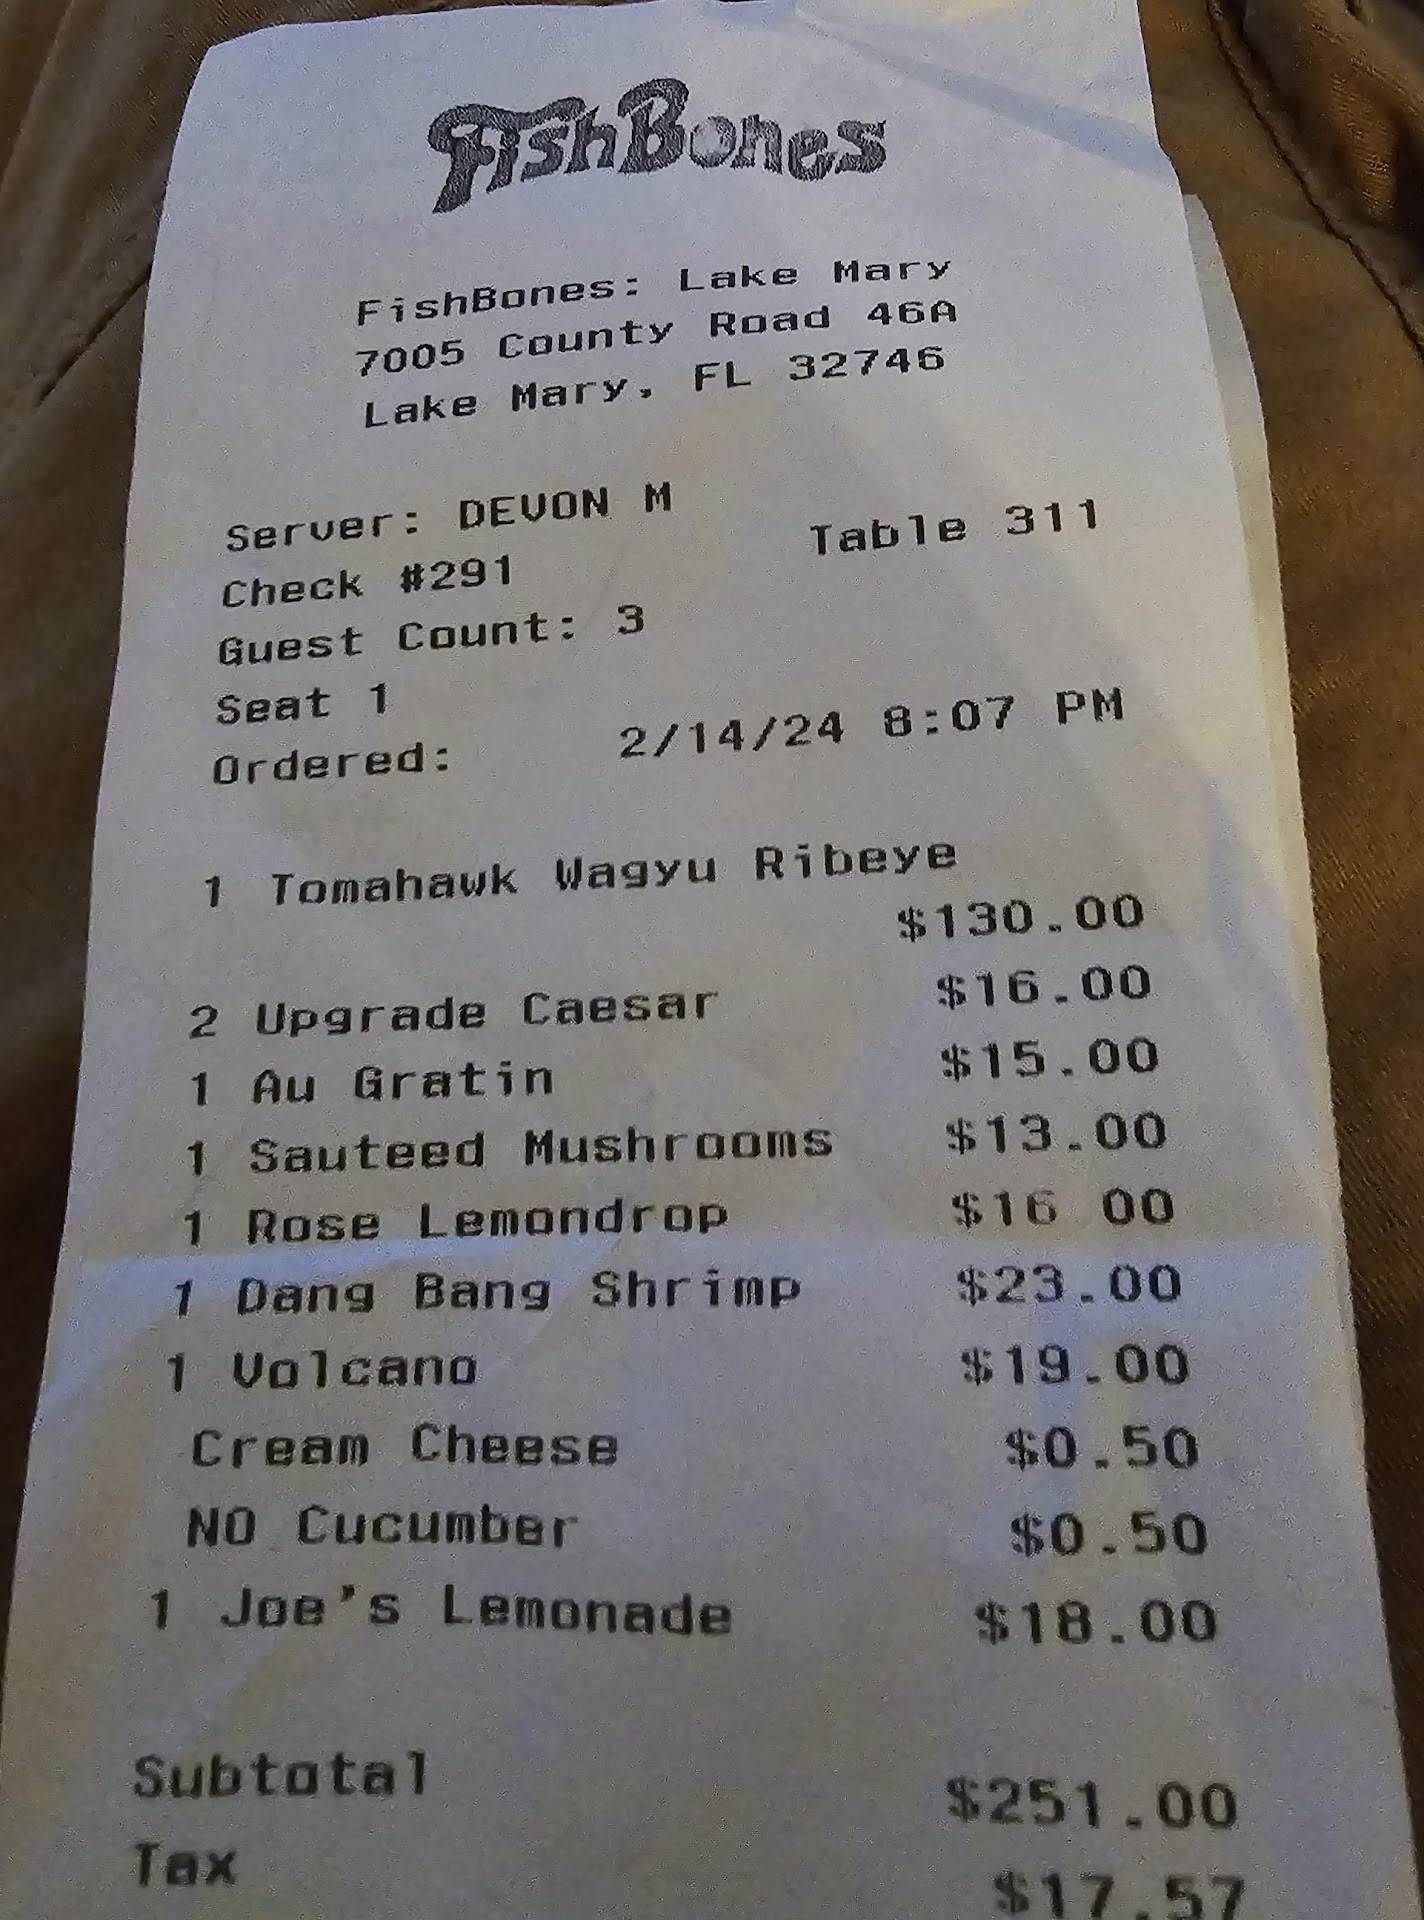 FishBones
FishBones: Lake Mary
7005 County Road 46A
Lake Mary, FL 32746
Server: DEVON M
Check #291 Table 311
Guest Count: 3
Seat 1
Ordered: 2/14/24 8:07 PM
1 Tomahawk Wagyu Ribeye
$130.00
2 Upgrade Caesar $16.00
1 Au Gratin $15.00
1 Sauteed Mushrooms $13.00
1 Rose Lemondrop $16 00
1 Dang Bang Shrimp $23.00
1 Volcano $19.00
Cream Cheese $0.50
NO Cucumber $0.50
1 Joe's Lemonade $18.00
Subtotal $251.00
Tax $17.57